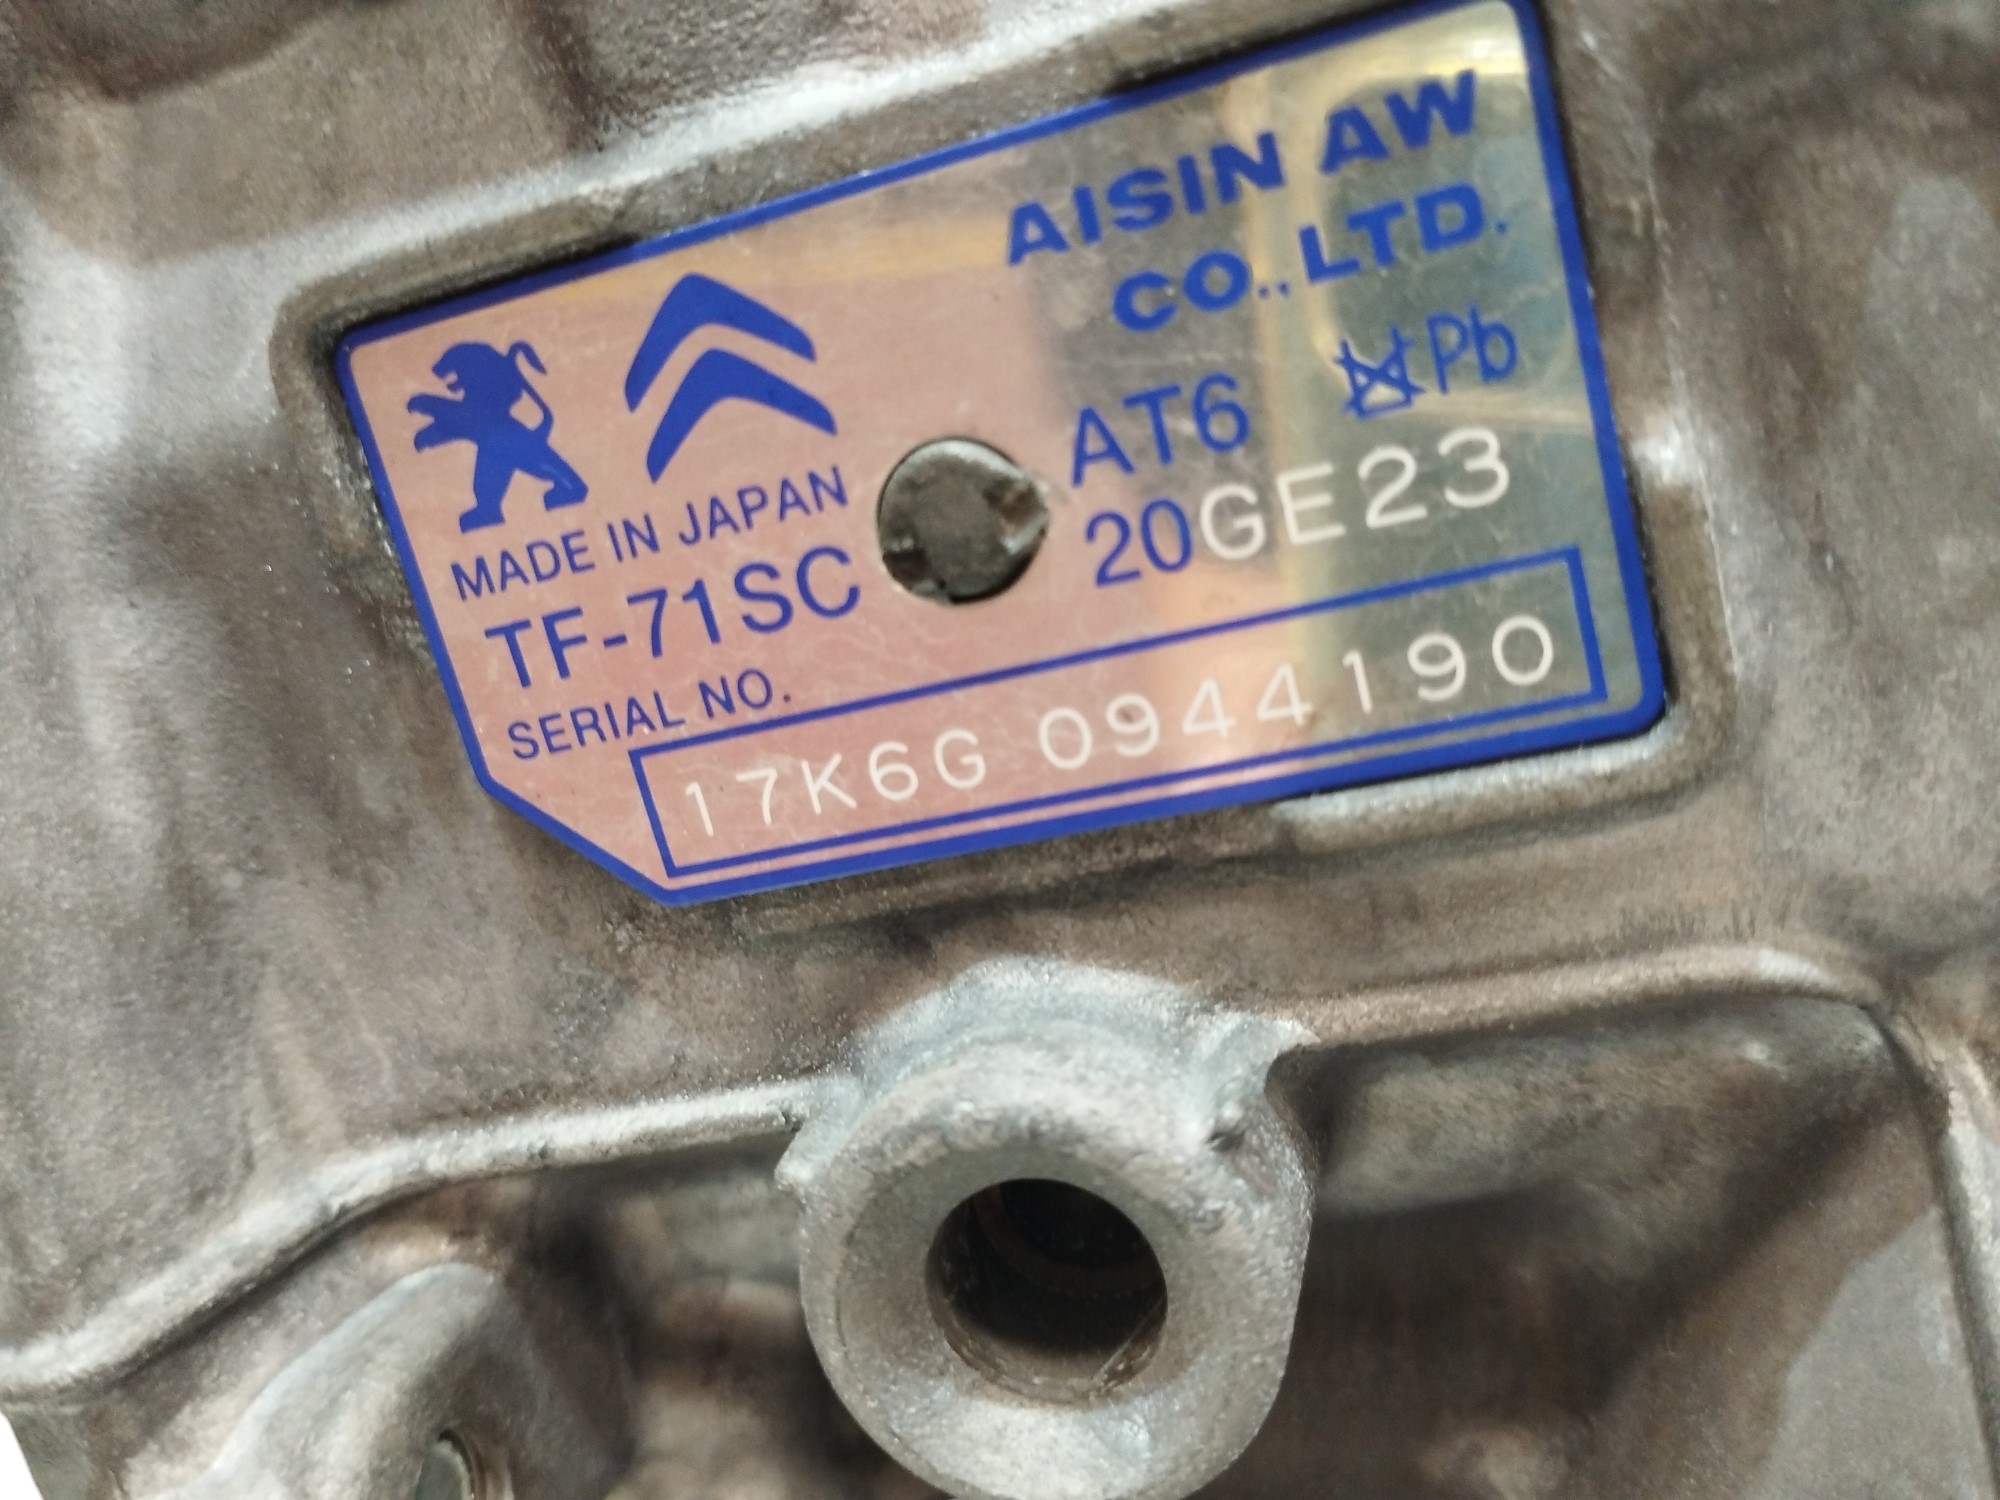 AISIN AW
CO.,LTD.
Pb
AT6
20GE23
MADE IN JAPAN
TF-71SC
SERIAL NO.
17K6G 0944190